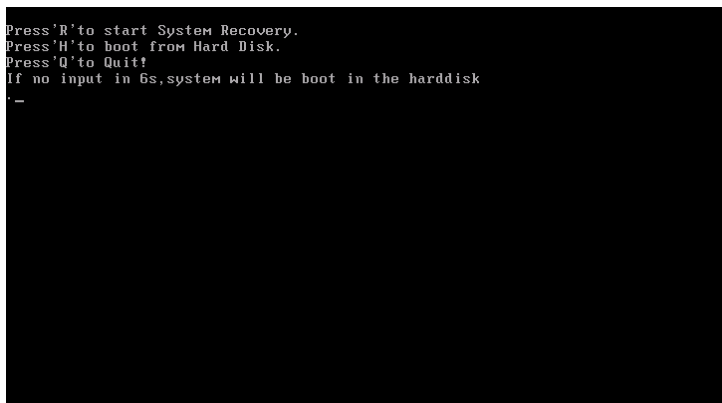 Press'R'to start System Recovery.
Press'H'to boot from Hard Disk.
Press'Q'to Quit!
If no input in 6s,system will be boot in the harddisk
._